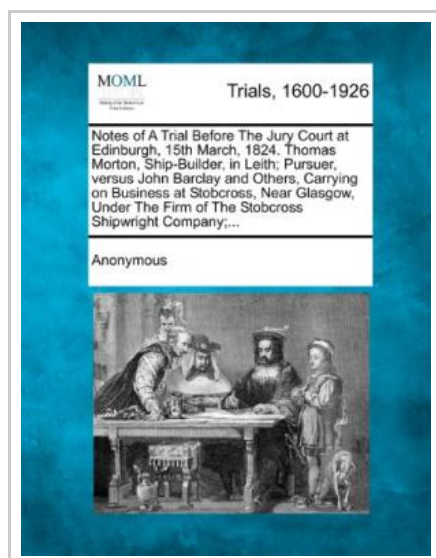 MOML
Trials, 1600-1926
Notes of A Trial Before The Jury Court at
Edinburgh, 15th March, 1824. Thomas
Morton, Ship-Builder, in Leith; Pursuer,
versus John Barclay and Others, Carrying
on Business at Stobcross, Near Glasgow,
Under The Firm of The Stobcross
Shipwright Company;...
Anonymous